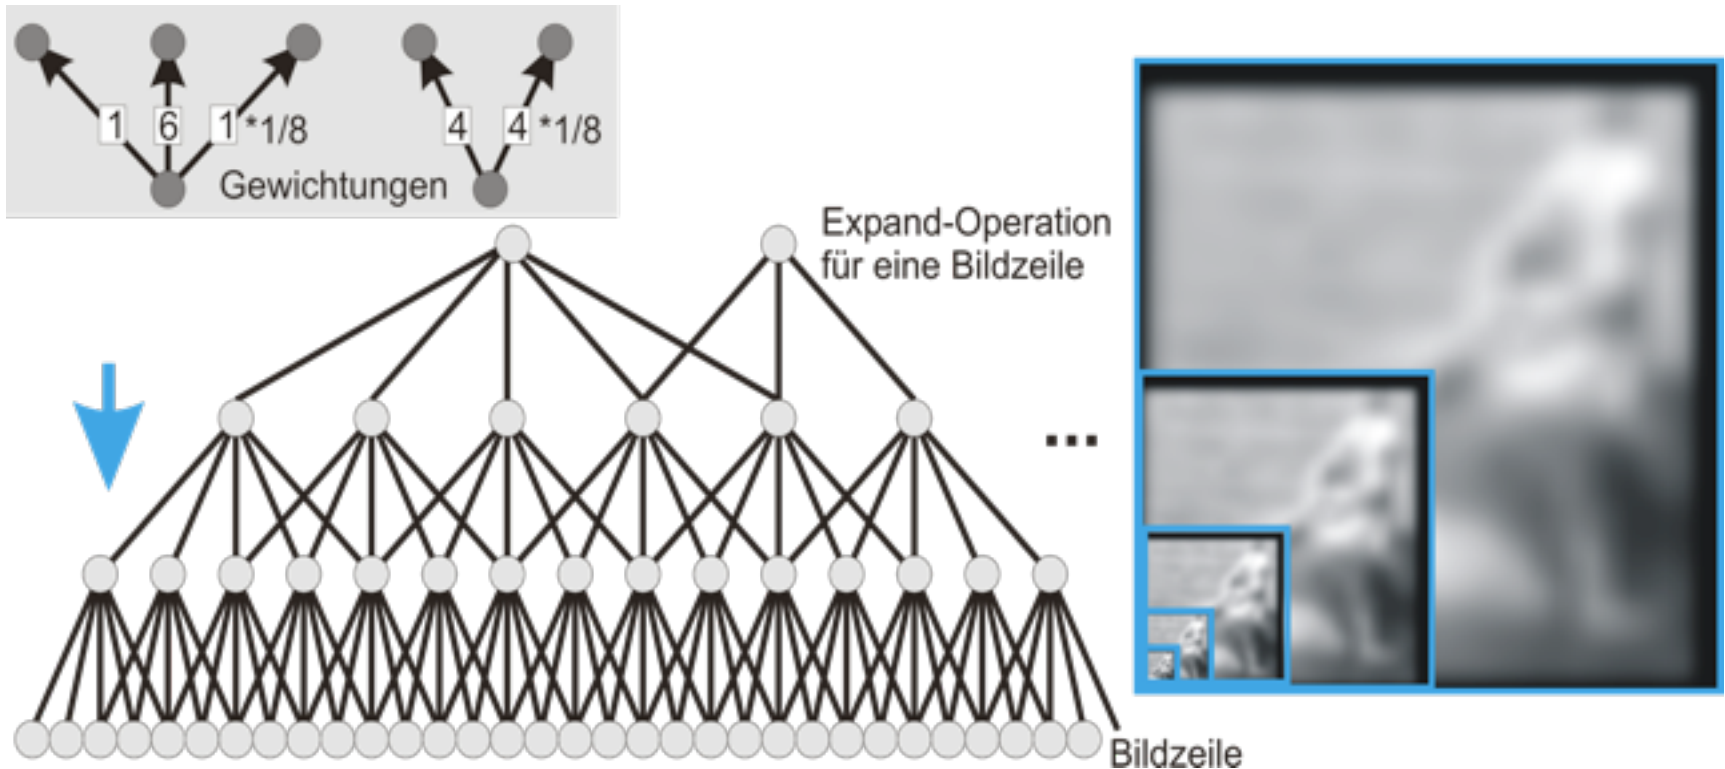 1 6 1 *1/8 4 4 *1/8
Gewichtungen
Expand-Operation
für eine Bildzeile
...
Bildzeile